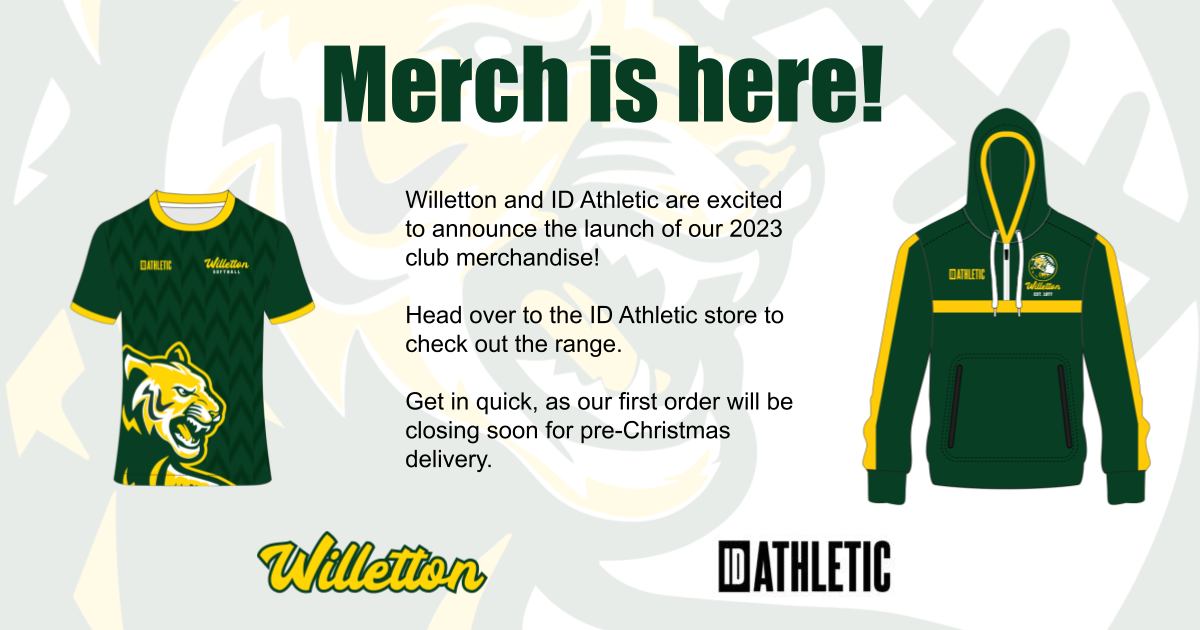 Merch is here!
Willetton and ID Athletic are excited
to announce the launch of our 2023
club merchandise!
Head over to the ID Athletic store to
check out the range.
Get in quick, as our first order will be
closing soon for pre-Christmas
delivery.
ID ATHLETIC
Willetton
SOFTBALL
ID ATHLETIC
Willetton
EST. 1977
Willetton
ID ATHLETIC